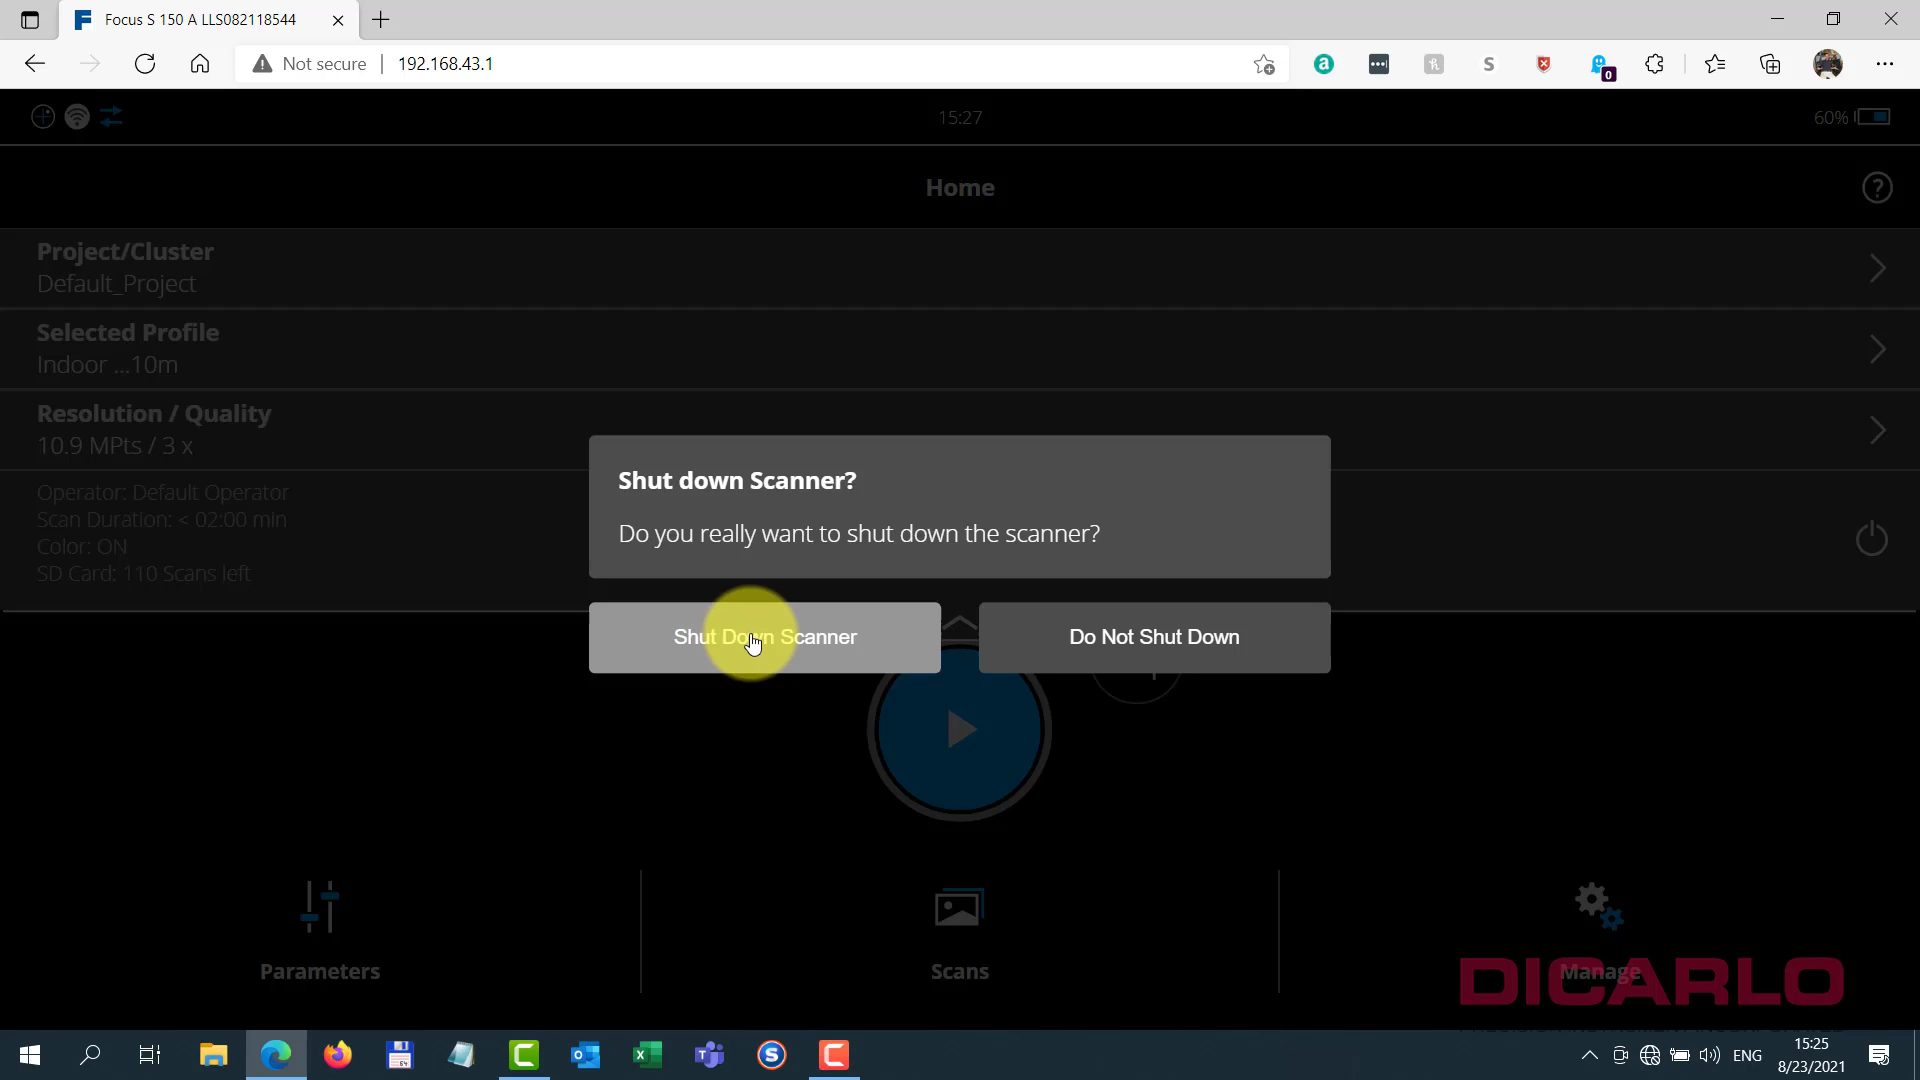 Focus S 150 A LLS082118544
Not secure
192.168.43.1
0
15:27
60%
Home
Project/Cluster
Default_Project
Selected Profile
Indoor ...10m
Resolution / Quality
10.9 MPts / 3 x
Operator: Default Operator
Scan Duration: < 02:00 min
Color: ON
SD Card: 110 Scans left
Shut down Scanner?
Do you really want to shut down the scanner?
Shut Down Scanner
Do Not Shut Down
Parameters
Scans
Manage
DICARLO
ENG
15:25
8/23/2021